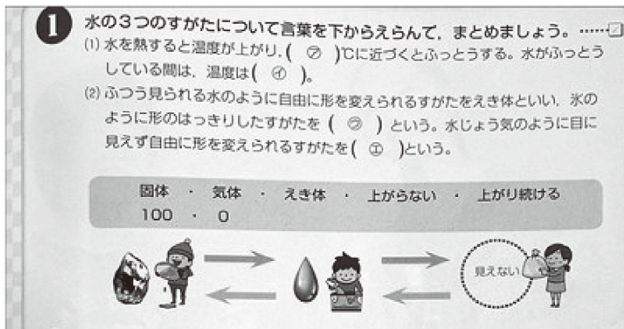 1 水の3つのすがたについて言葉を下からえらんで，まとめましょう。……
(1) 水を熱すると温度が上がり，( ㋐ )℃に近づくとふっとうする。水がふっとう
している間は，温度は( ㋑ )。
(2) ふつう見られる水のように自由に形を変えられるすがたをえき体といい，氷の
ように形のはっきりしたすがたを ( ㋒ ) という。水じょう気のように目に
見えず自由に形を変えられるすがたを( ㋓ )という。
固体 ・ 気体 ・ えき体 ・ 上がらない ・ 上がり続ける
100 ・ 0
見えない